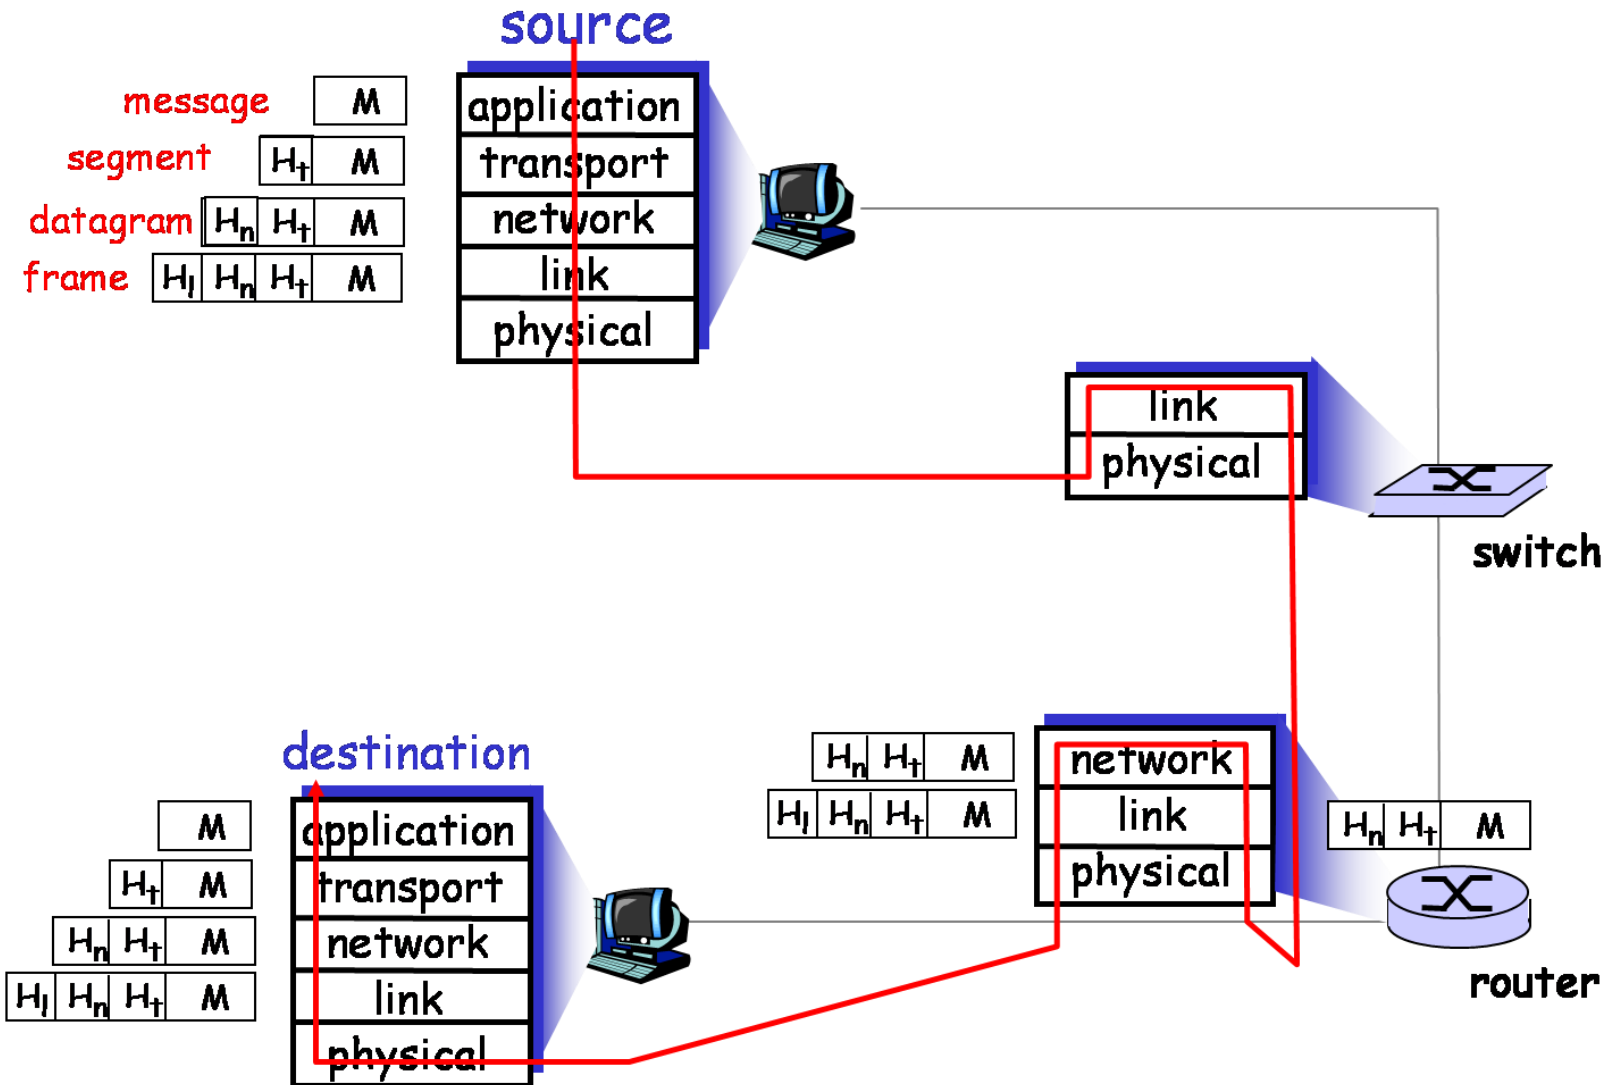 source
message M application
segment Ht M transport
datagram Hn Ht M network
frame Hl Hn Ht M link
physical
link
physical
switch
destination
Hn Ht M network
Hl Hn Ht M link
Hn Ht M
physical
M application
Ht M transport
Hn Ht M network
Hl Hn Ht M link
physical
router